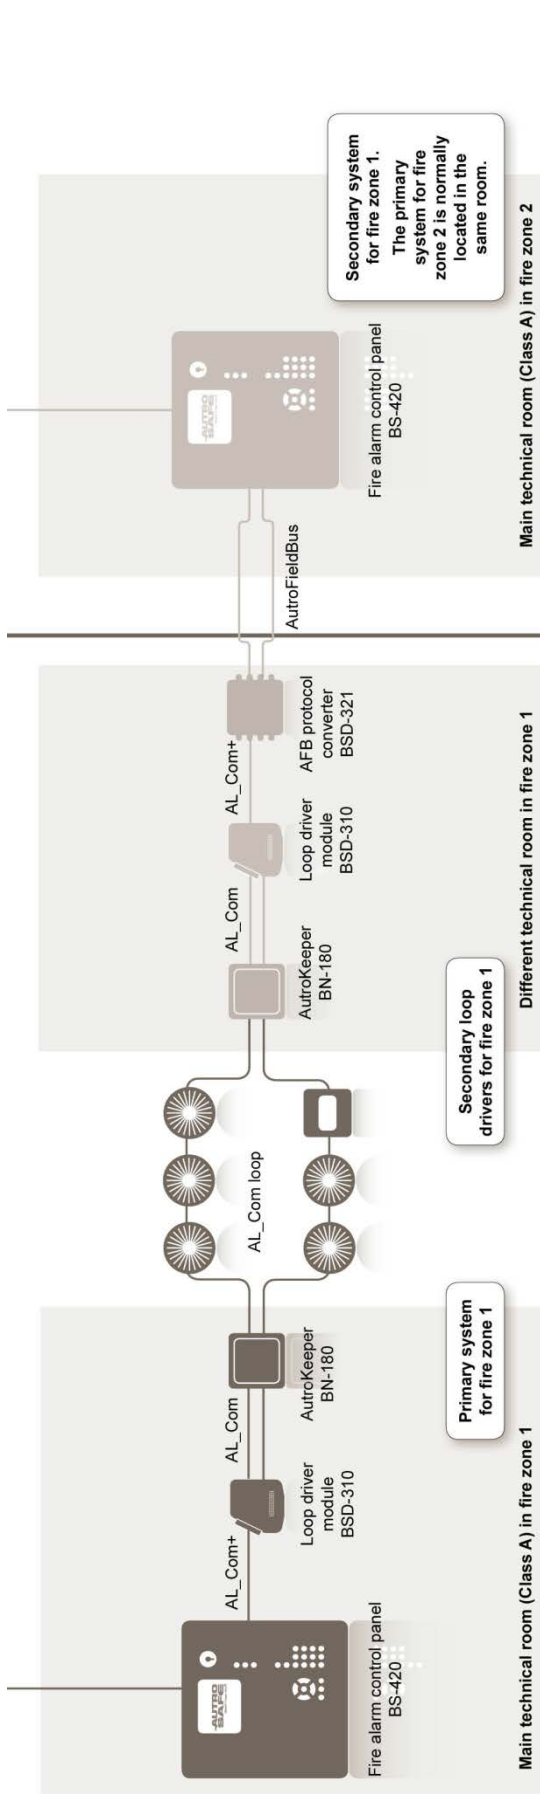 AUTRO
SAFE
Fire alarm control panel
BS-420
AL_Com+
Loop driver
module
BSD-310
AL_Com
AutroKeeper
BN-180
Primary system
for fire zone 1
Main technical room (Class A) in fire zone 1
AL_Com loop
AutroKeeper
BN-180
AL_Com
Loop driver
module
BSD-310
AL_Com+
AFB protocol
converter
BSD-321
Secondary loop
drivers for fire zone 1
Different technical room in fire zone 1
AutroFieldBus
AUTRO
SAFE
Fire alarm control panel
BS-420
Secondary system
for fire zone 1.
The primary
system for fire
zone 2 is normally
located in the
same room.
Main technical room (Class A) in fire zone 2